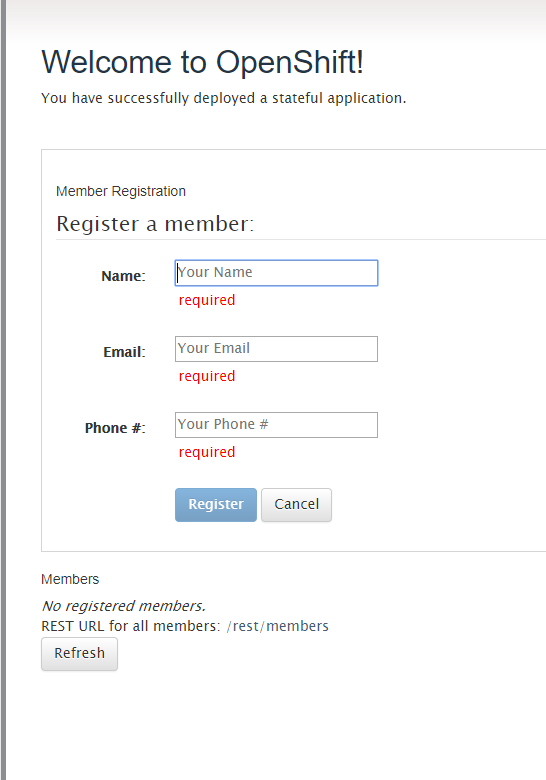 Welcome to OpenShift!
You have successfully deployed a stateful application.
Member Registration
Register a member:
Name: Your Name
required
Email: Your Email
required
Phone #: Your Phone #
required
Register Cancel
Members
No registered members.
REST URL for all members: /rest/members
Refresh